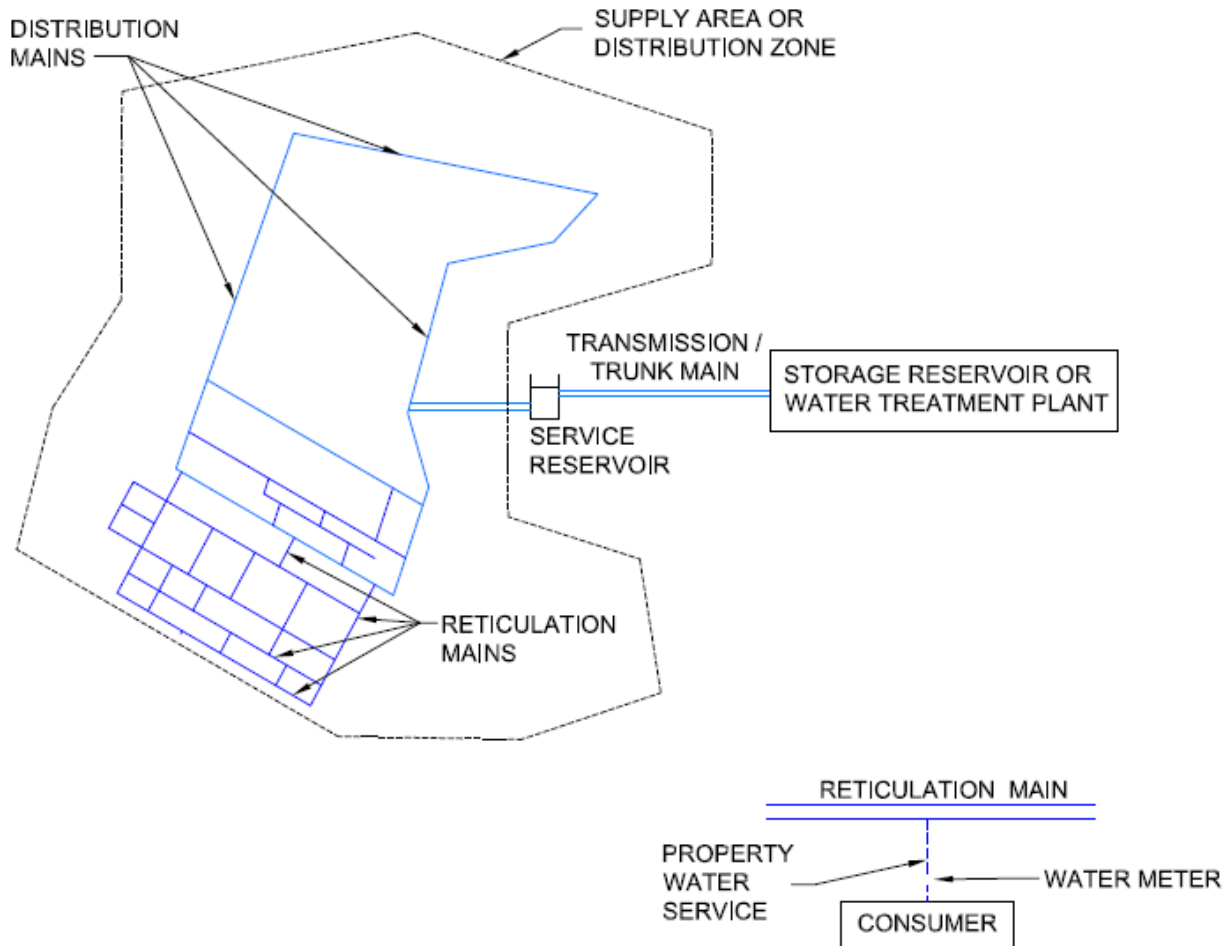 DISTRIBUTION
MAINS
SUPPLY AREA OR
DISTRIBUTION ZONE
TRANSMISSION /
TRUNK MAIN
STORAGE RESERVOIR OR
WATER TREATMENT PLANT
SERVICE
RESERVOIR
RETICULATION
MAINS
RETICULATION MAIN
PROPERTY
WATER
SERVICE
WATER METER
CONSUMER